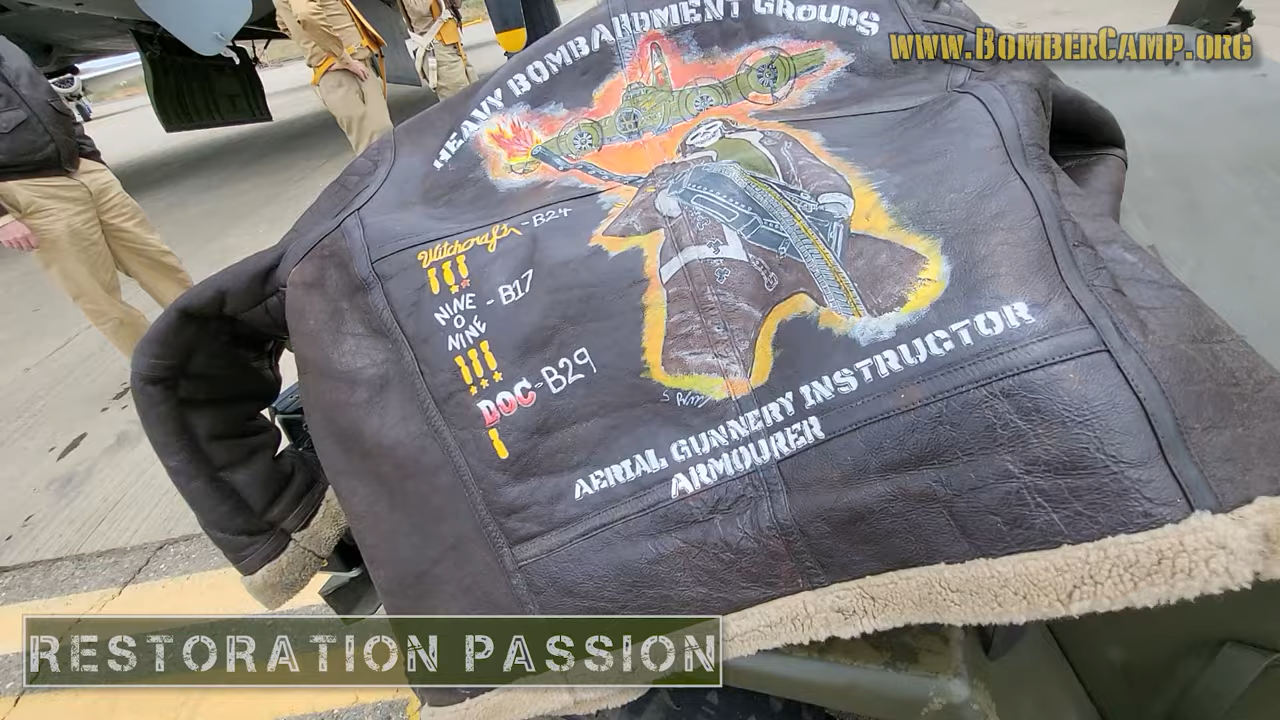 HEAVY BOMBARDMENT GROUPS
www.BomberCamp.org
Witchcraft - B24
NINE
O
NINE - B17
DOC - B29
AERIAL GUNNERY INSTRUCTOR
ARMOURER
RESTORATION PASSION